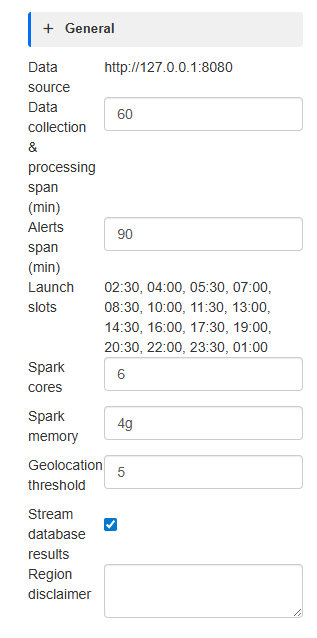 + General
Data source http://127.0.0.1:8080
Data collection & processing span (min) 60
Alerts span (min) 90
Launch slots 02:30, 04:00, 05:30, 07:00,
08:30, 10:00, 11:30, 13:00,
14:30, 16:00, 17:30, 19:00,
20:30, 22:00, 23:30, 01:00
Spark cores 6
Spark memory 4g
Geolocation threshold 5
Stream database results
Region disclaimer